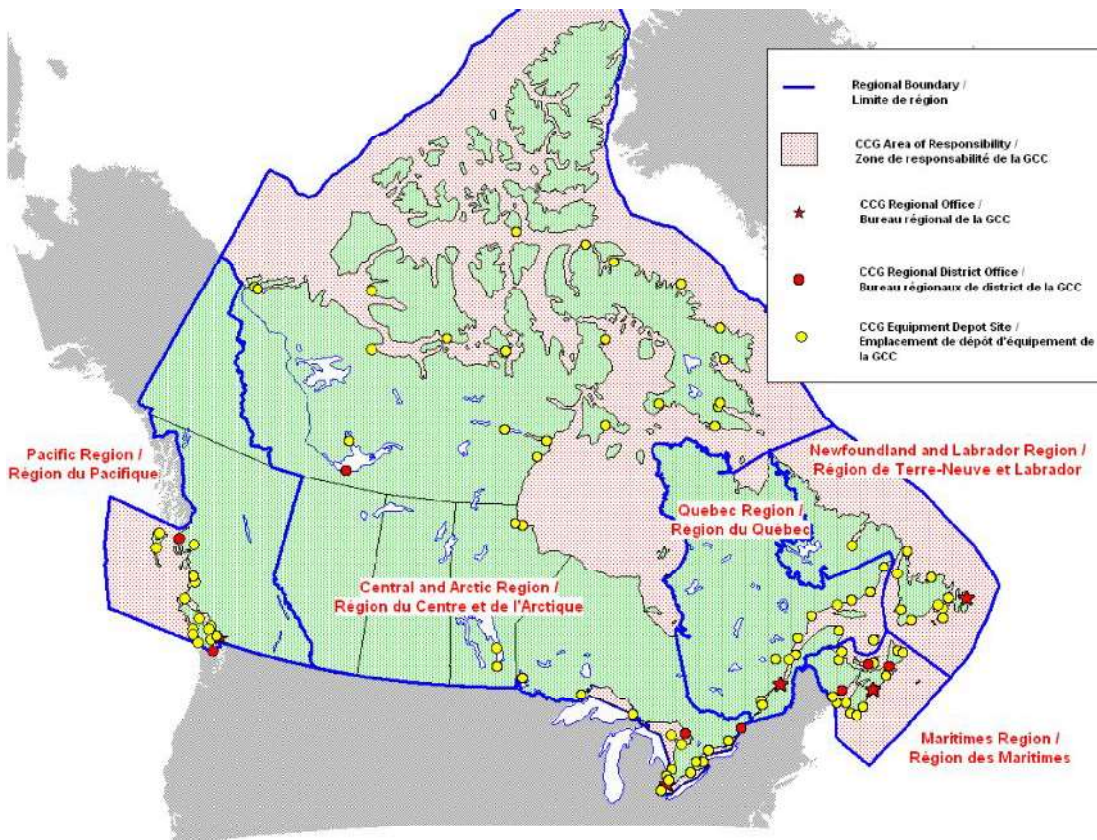 Regional Boundary /
Limite de région
CCG Area of Responsibility /
Zone de responsabilité de la GCC
CCG Regional Office /
Bureau régional de la GCC
CCG Regional District Office /
Bureau régionaux de district de la GCC
CCG Equipment Depot Site /
Emplacement de dépôt d'équipement de
la GCC
Pacific Region /
Région du Pacifique
Newfoundland and Labrador Region /
Région de Terre-Neuve et Labrador
Québec Region /
Région du Québec
Central and Arctic Region /
Région du Centre et de l'Arctique
Maritimes Region /
Région des Maritimes